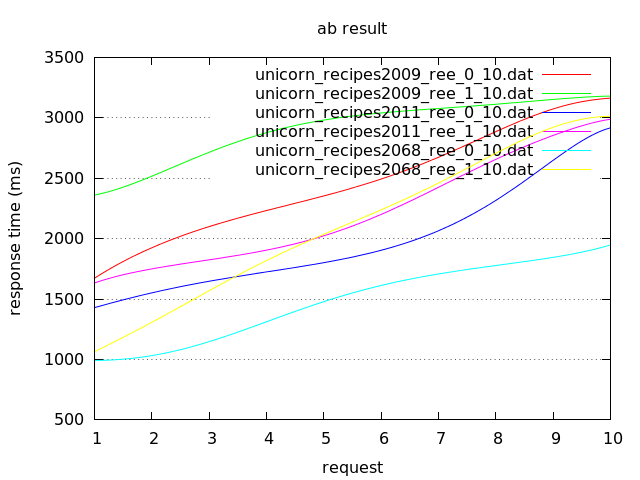 ab result
3500
3000
2500
2000
1500
1000
500
response time (ms)
unicorn_recipes2009_ree_0_10.dat
unicorn_recipes2009_ree_1_10.dat
unicorn_recipes2011_ree_0_10.dat
unicorn_recipes2011_ree_1_10.dat
unicorn_recipes2068_ree_0_10.dat
unicorn_recipes2068_ree_1_10.dat
1 2 3 4 5 6 7 8 9 10
request